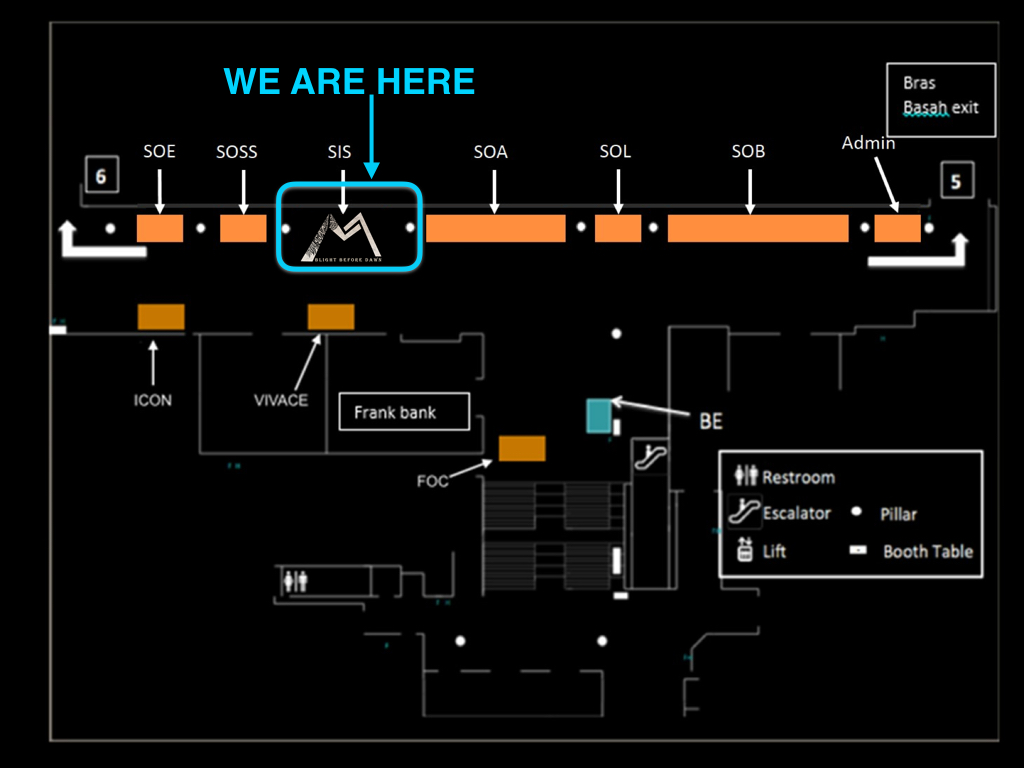 WE ARE HERE
Bras
Basah exit
SOE
SOSS
SIS
SOA
SOL
SOB
Admin
6
5
BLIGHT BEFORE DAWN
ICON
VIVACE
Frank bank
BE
FOC
Restroom
Escalator
Pillar
Lift
Booth Table